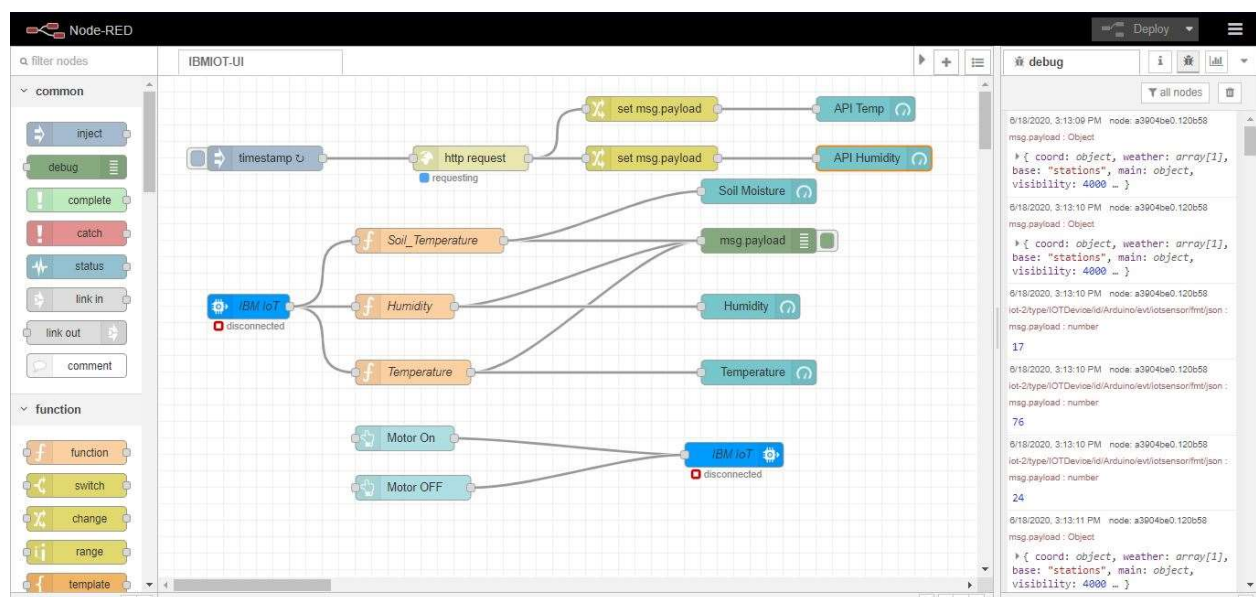 Node-RED
Deploy
filter nodes
IBMIOT-UI
debug
i
all nodes
common
inject
debug
complete
catch
status
link in
link out
comment
function
function
switch
change
range
template
timestamp ↻
http request
requesting
set msg.payload
API Temp
set msg.payload
API Humidity
Soil Moisture
Soil_Temperature
msg.payload
IBM IoT
disconnected
Humidity
Humidity
Temperature
Temperature
Motor On
Motor OFF
IBM IoT
disconnected
6/18/2020, 3:13:09 PM node: a3904be0.120b58
msg.payload : Object
{ coord: object, weather: array[1],
base: "stations", main: object,
visibility: 4000 … }
6/18/2020, 3:13:10 PM node: a3904be0.120b58
msg.payload : Object
{ coord: object, weather: array[1],
base: "stations", main: object,
visibility: 4000 … }
6/18/2020, 3:13:10 PM node: a3904be0.120b58
iot-2/type/IOTDevice/id/Arduino/evt/iotsensor/fmt/json :
msg.payload : number
17
6/18/2020, 3:13:10 PM node: a3904be0.120b58
iot-2/type/IOTDevice/id/Arduino/evt/iotsensor/fmt/json :
msg.payload : number
76
6/18/2020, 3:13:10 PM node: a3904be0.120b58
iot-2/type/IOTDevice/id/Arduino/evt/iotsensor/fmt/json :
msg.payload : number
24
6/18/2020, 3:13:11 PM node: a3904be0.120b58
msg.payload : Object
{ coord: object, weather: array[1],
base: "stations", main: object,
visibility: 4000 … }